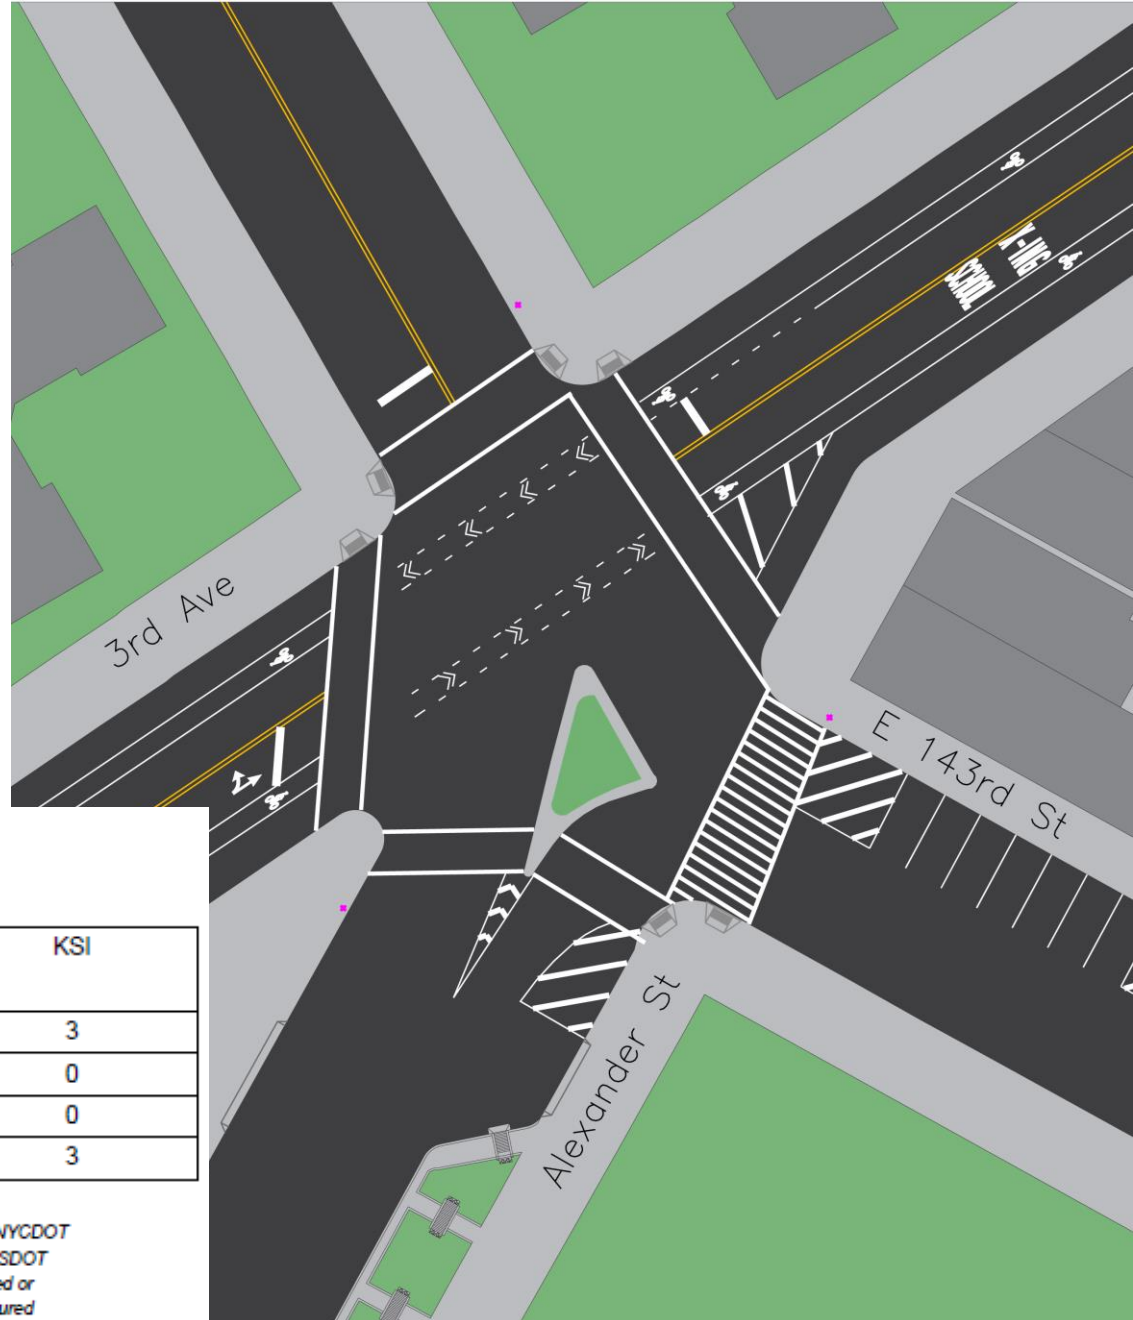 X-ING
SCHOOL
3rd Ave
E 143rd St
Alexander St
KSI
3
0
0
3
NYCDOT
SDOT
ed or
ured